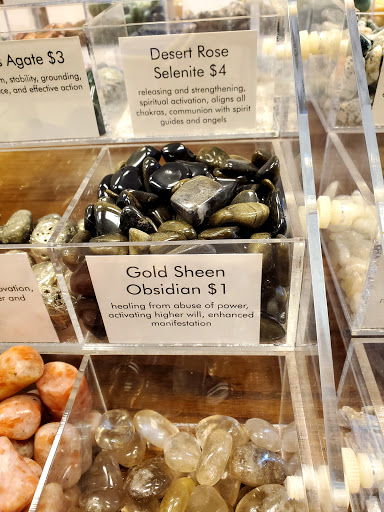 s Agate $3
m, stability, grounding,
ce, and effective action
Desert Rose
Selenite $4
releasing and strengthening,
spiritual activation, aligns all
chakras, communion with spirit
guides and angels
Gold Sheen
Obsidian $1
healing from abuse of power,
activating higher will, enhanced
manifestation
ovation,
er and